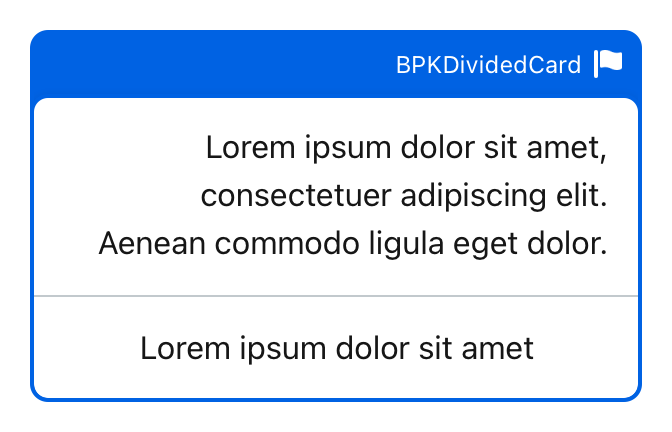 BPKDividedCard
Lorem ipsum dolor sit amet,
consectetuer adipiscing elit.
Aenean commodo ligula eget dolor.
Lorem ipsum dolor sit amet